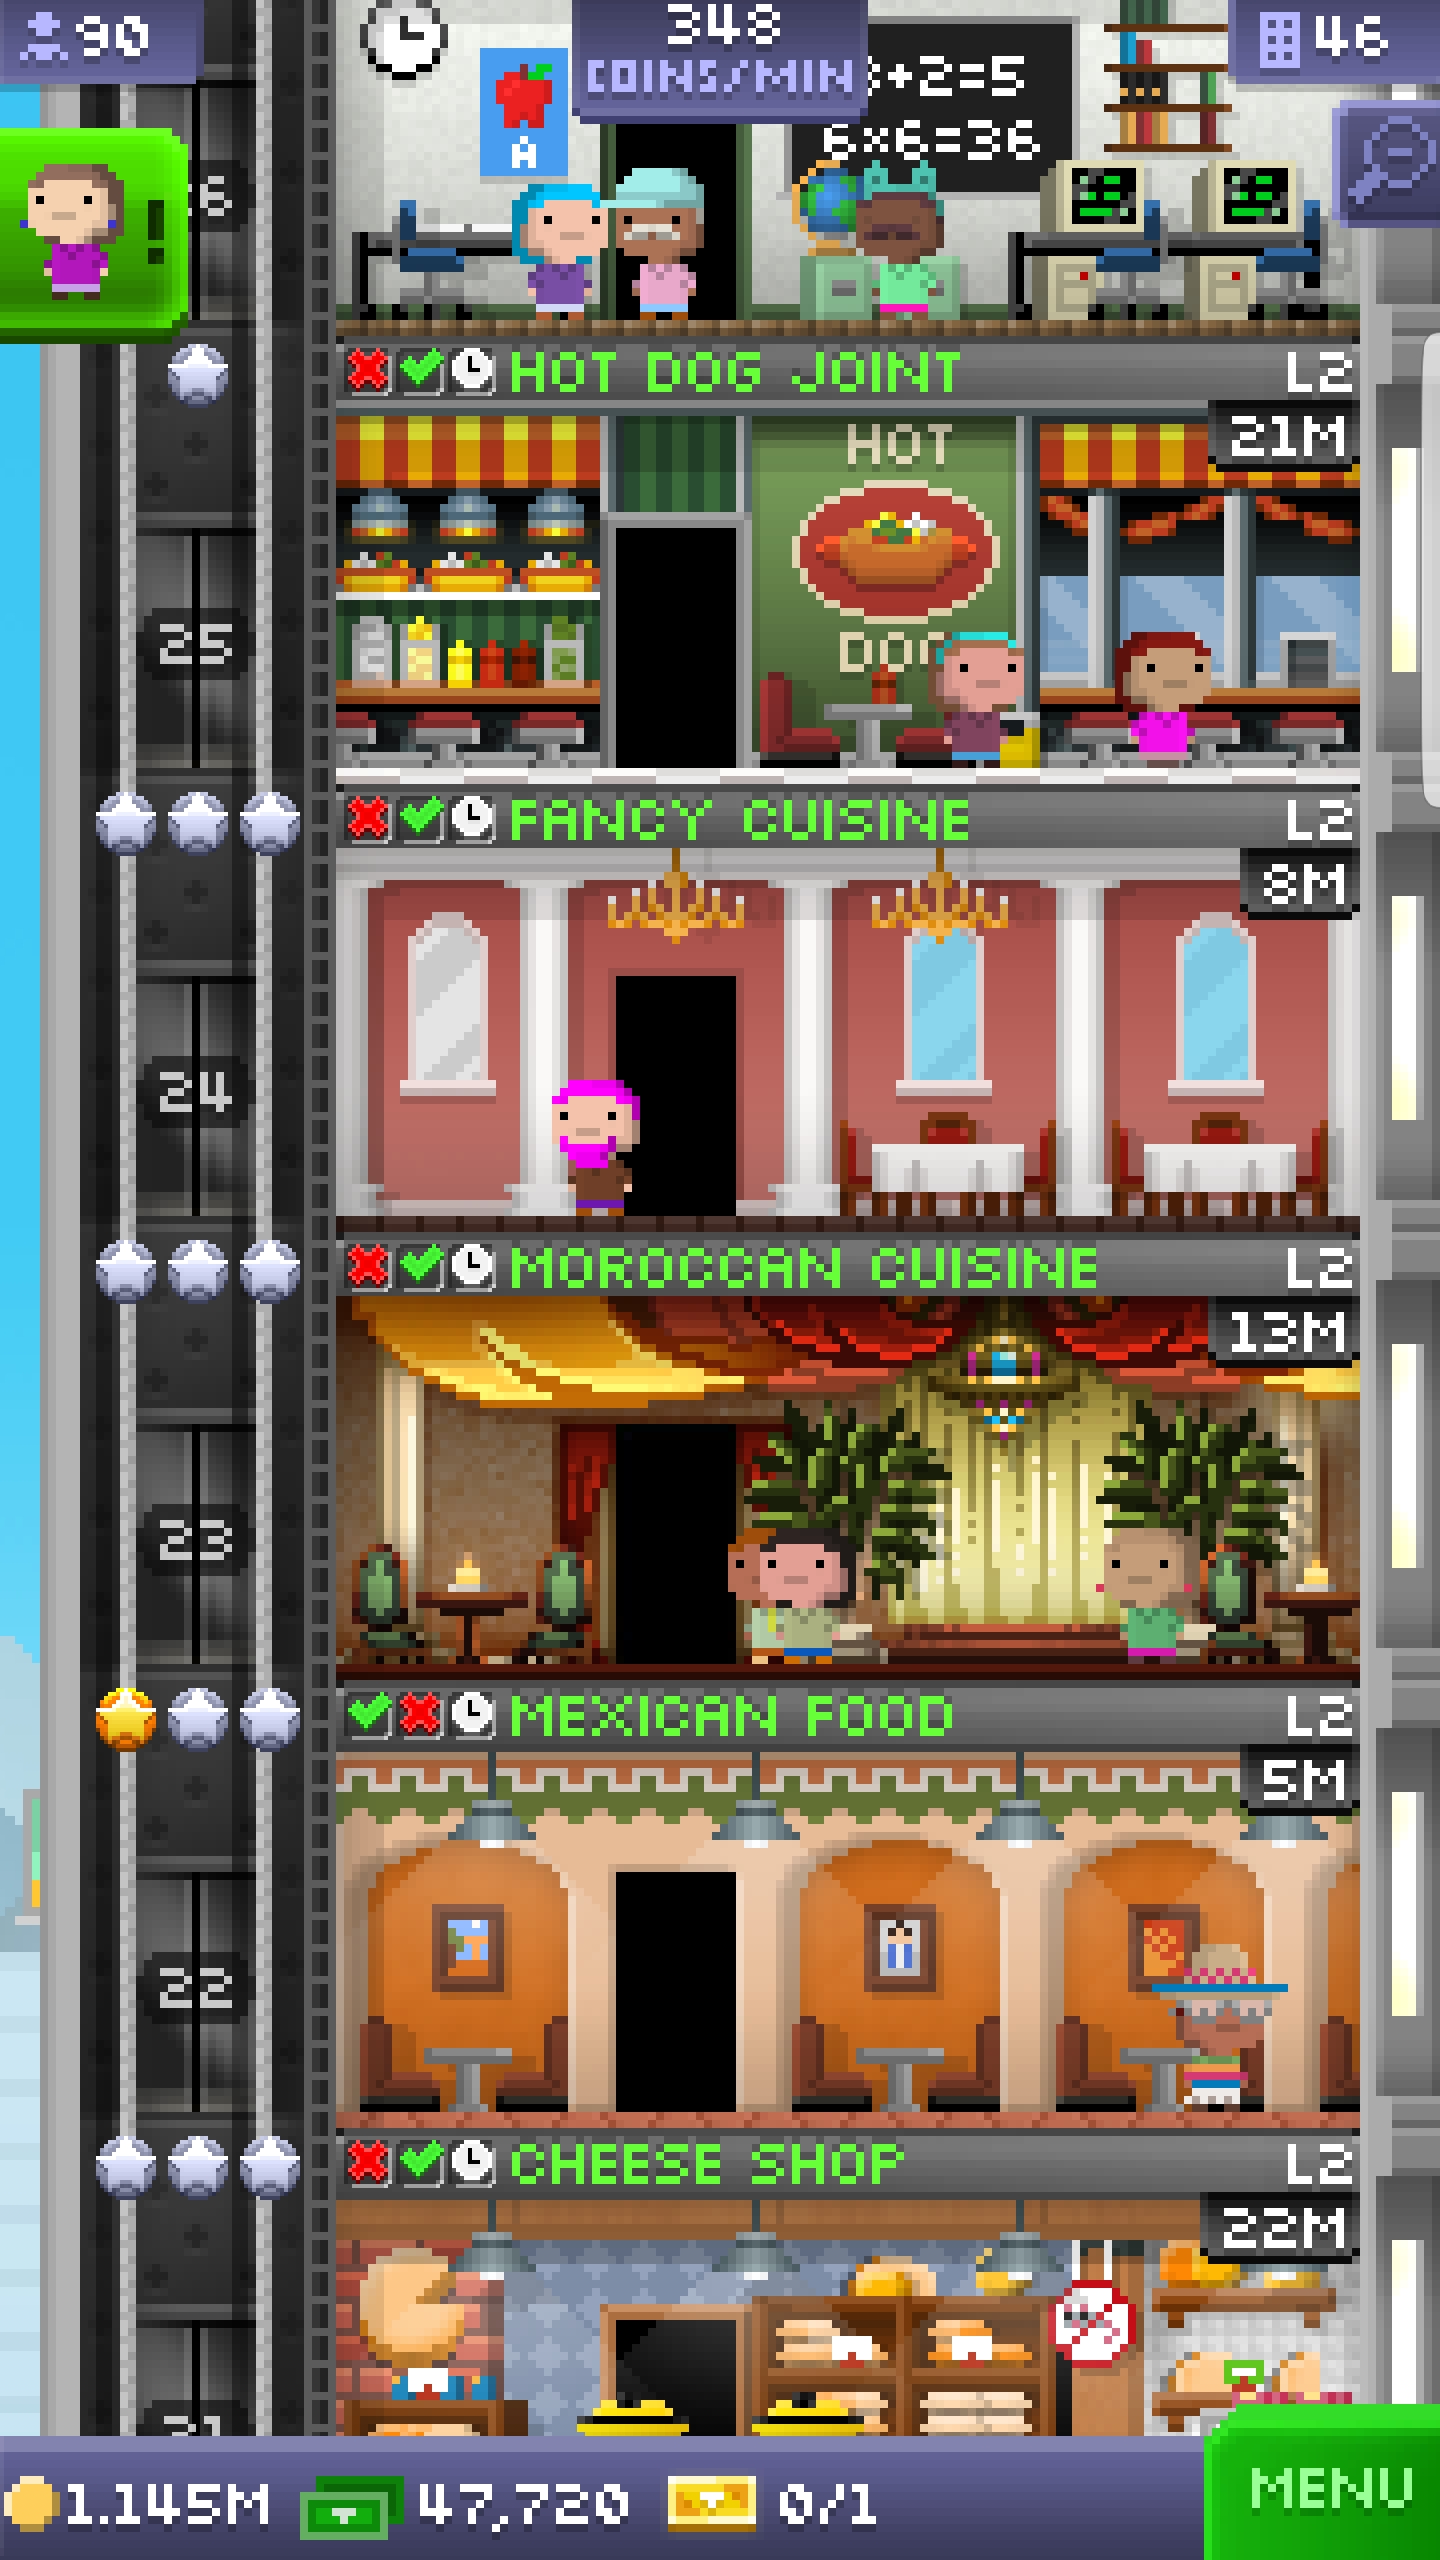 90
348
COINS/MIN
46
A
+2=5
6×6=36
HOT DOG JOINT
L2
21M
HOT
25
FANCY CUISINE
L2
8M
24
MOROCCAN CUISINE
L2
13M
23
MEXICAN FOOD
L2
5M
22
CHEESE SHOP
L2
22M
1.145M
47,720
0/1
MENU